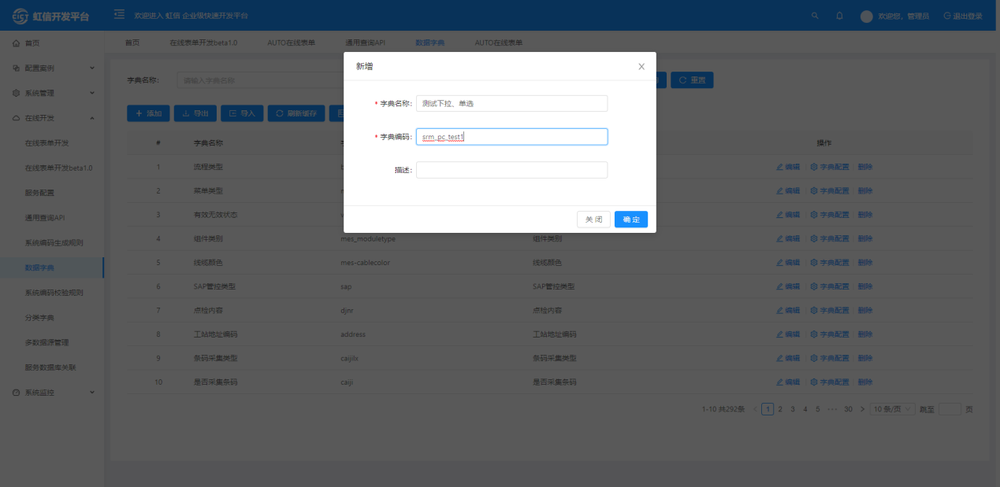 CICT 虹信开发平台 欢迎进入 虹信 企业级快速开发平台 欢迎您，管理员 退出登录
首页 首页 在线表单开发beta1.0 AUTO在线表单 通用查询API 数据字典 AUTO在线表单
新增
配置案例
字典名称: 请输入字典名称 重置
系统管理
* 字典名称: 测试下拉、单选
在线开发
添加 导出 导入 刷新缓存
* 字典编码: srm_pc_test1
在线表单开发
# 字典名称 操作
在线表单开发beta1.0
1 流程类型 编辑 字典配置 删除
描述:
服务配置
2 菜单类型 编辑 字典配置 删除
通用查询API
3 有效无效状态 编辑 字典配置 删除
关 闭 确 定
系统编码生成规则
4 组件类别 mes_moduletype 组件类别 编辑 字典配置 删除
数据字典
5 线缆颜色 mes-cablecolor 线缆颜色 编辑 字典配置 删除
系统编码校验规则
6 SAP管控类型 sap SAP管控类型 编辑 字典配置 删除
分类字典
7 点检内容 djnr 点检内容 编辑 字典配置 删除
多数据源管理
8 工站地址编码 address 工站地址编码 编辑 字典配置 删除
服务数据库关联
9 条码采集类型 caijilx 条码采集类型 编辑 字典配置 删除
系统监控
10 是否采集条码 caiji 是否采集条码 编辑 字典配置 删除
1-10 共292条 < 1 2 3 4 5 ··· 30 > 10 条/页 跳至 页